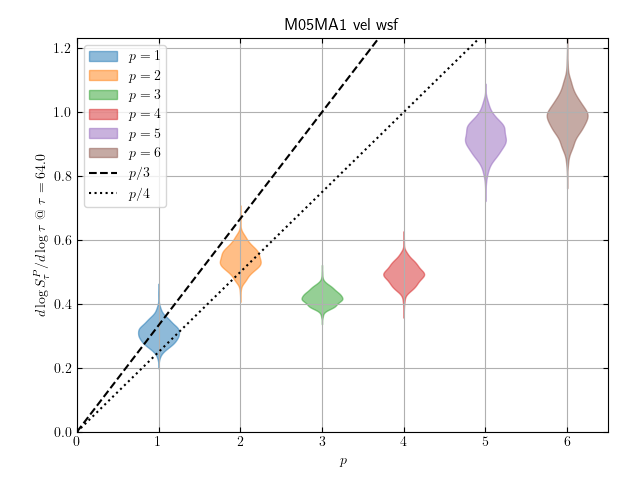 M05MA1 vel wsf
d log S_τ^P / d log τ @ τ = 64.0
1.2
1.0
0.8
0.6
0.4
0.2
0.0
p = 1
p = 2
p = 3
p = 4
p = 5
p = 6
p/3
p/4
0 1 2 3 4 5 6
p